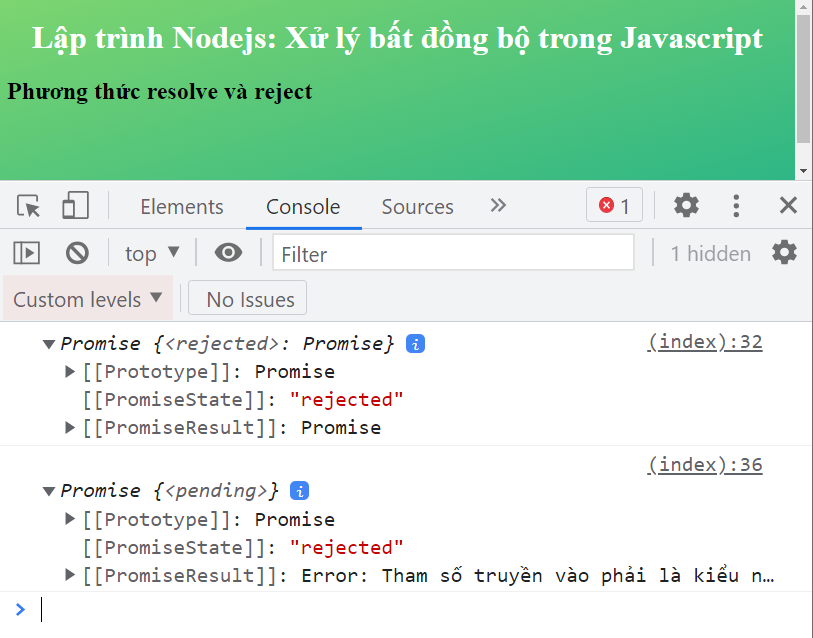 Lập trình Nodejs: Xử lý bất đồng bộ trong Javascript
Phương thức resolve và reject
Elements Console Sources 1
top Filter 1 hidden
Custom levels No Issues
Promise {<rejected>: Promise} (index):32
[[Prototype]]: Promise
[[PromiseState]]: "rejected"
[[PromiseResult]]: Promise
(index):36
Promise {<pending>}
[[Prototype]]: Promise
[[PromiseState]]: "rejected"
[[PromiseResult]]: Error: Tham số truyền vào phải là kiểu n…